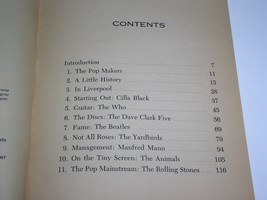 CONTENTS
Introduction 7
1. The Pop Makers 11
2. A Little History 13
3. In Liverpool 28
4. Starting Out: Cilla Black 37
5. Guitar: The Who 45
6. The Discs: The Dave Clark Five 56
7. Fame: The Beatles 69
8. Not All Roses: The Yardbirds 79
9. Management: Manfred Mann 94
10. On the Tiny Screen: The Animals 105
11. The Pop Mainstream: The Rolling Stones 116